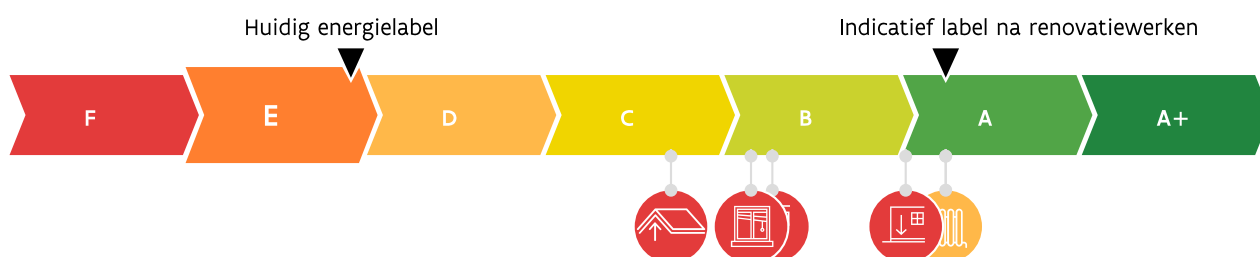 Huidig energielabel
Indicatief label na renovatiewerken
F E D C B A A+